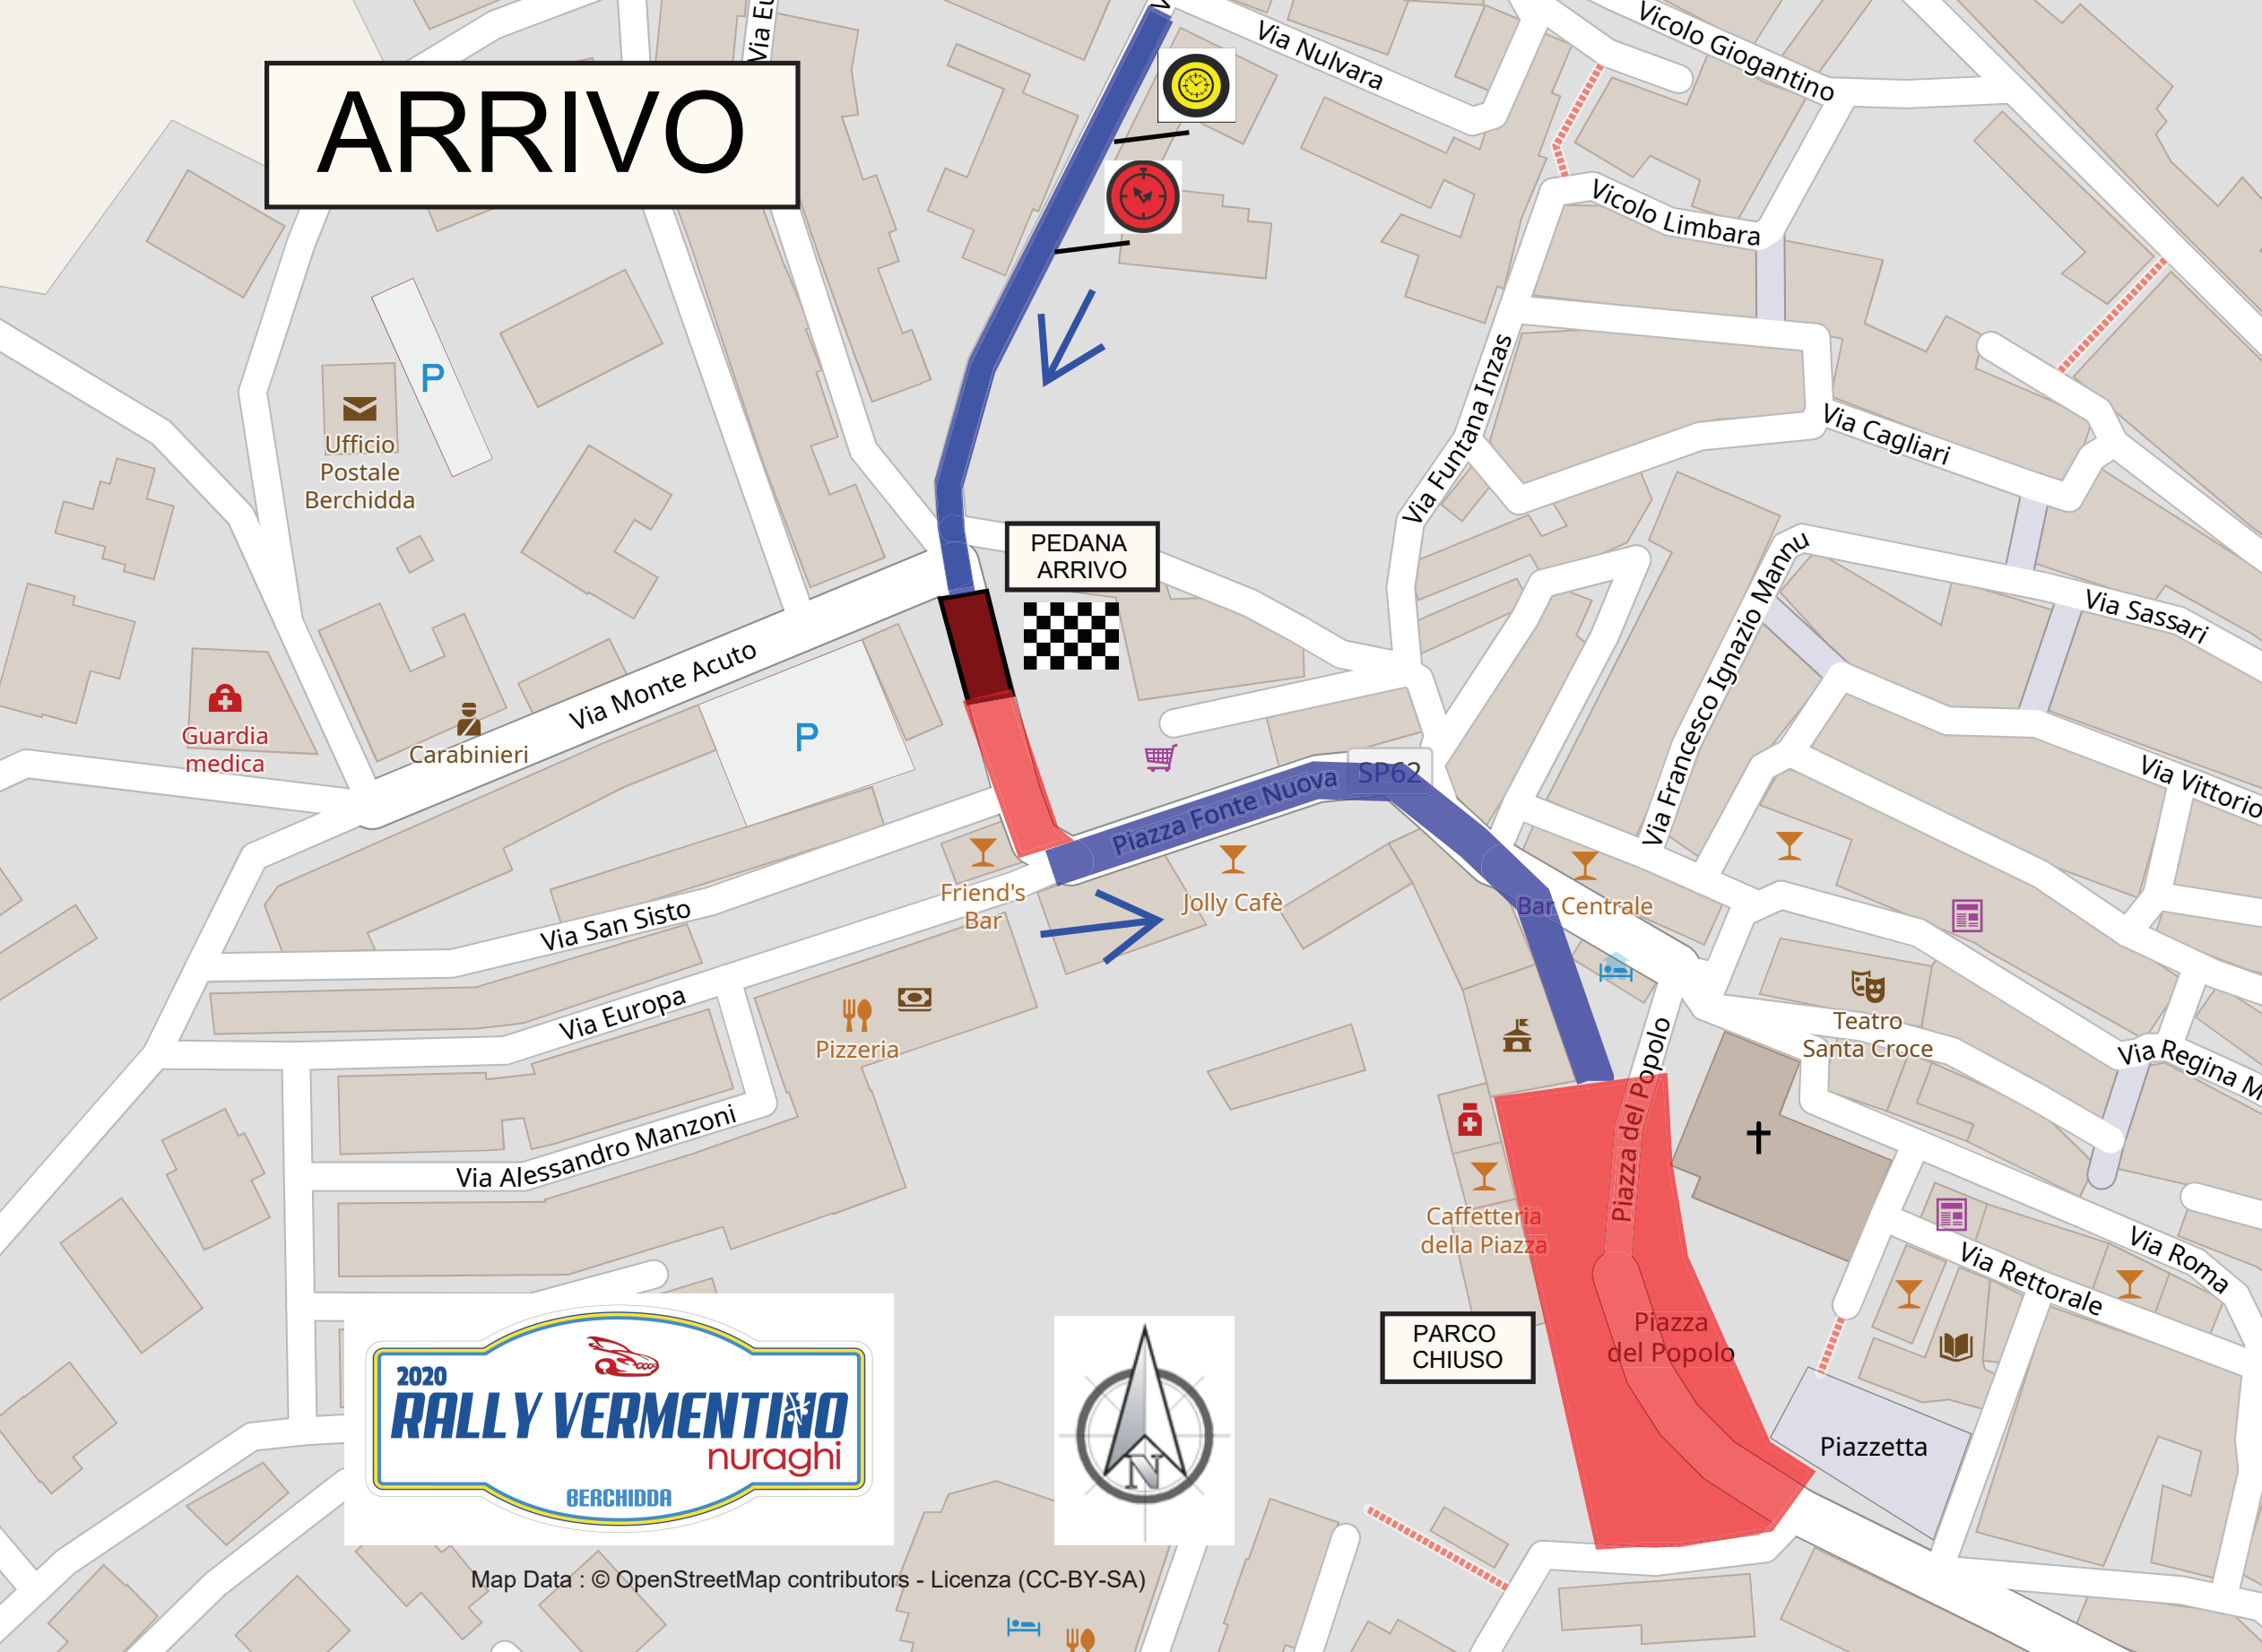 ARRIVO
Via Eu
Via Nulvara
Vicolo Giogantino
Vicolo Limbara
Via Funtana Inzas
Via Cagliari
P
Ufficio
Postale
Berchidda
PEDANA
ARRIVO
Via Francesco Ignazio Mannu
Via Sassari
Via Monte Acuto
P
Guardia
medica
Carabinieri
SP62
Piazza Fonte Nuova
Via Vittorio
Friend's
Bar
Jolly Cafè
Bar Centrale
Via San Sisto
Via Europa
Pizzeria
Teatro
Santa Croce
Via Regina M
Via Alessandro Manzoni
Piazza del Popolo
Caffetteria
della Piazza
Via Roma
Via Rettorale
PARCO
CHIUSO
Piazza
del Popolo
Piazzetta
2020
RALLY VERMENTINO
nuraghi
BERCHIDDA
N
Map Data : © OpenStreetMap contributors - Licenza (CC-BY-SA)